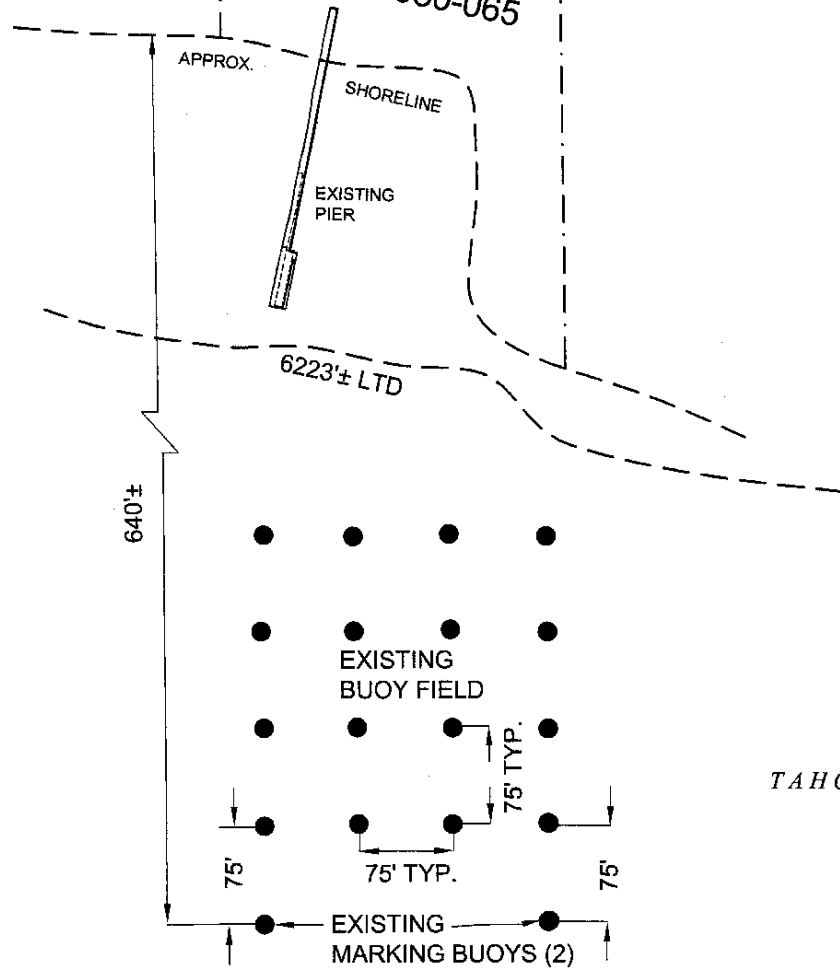 -065
APPROX.
SHORELINE
EXISTING
PIER
6223'± LTD
640'±
EXISTING
BUOY FIELD
75' TYP.
75' TYP.
75'
75'
EXISTING
MARKING BUOYS (2)